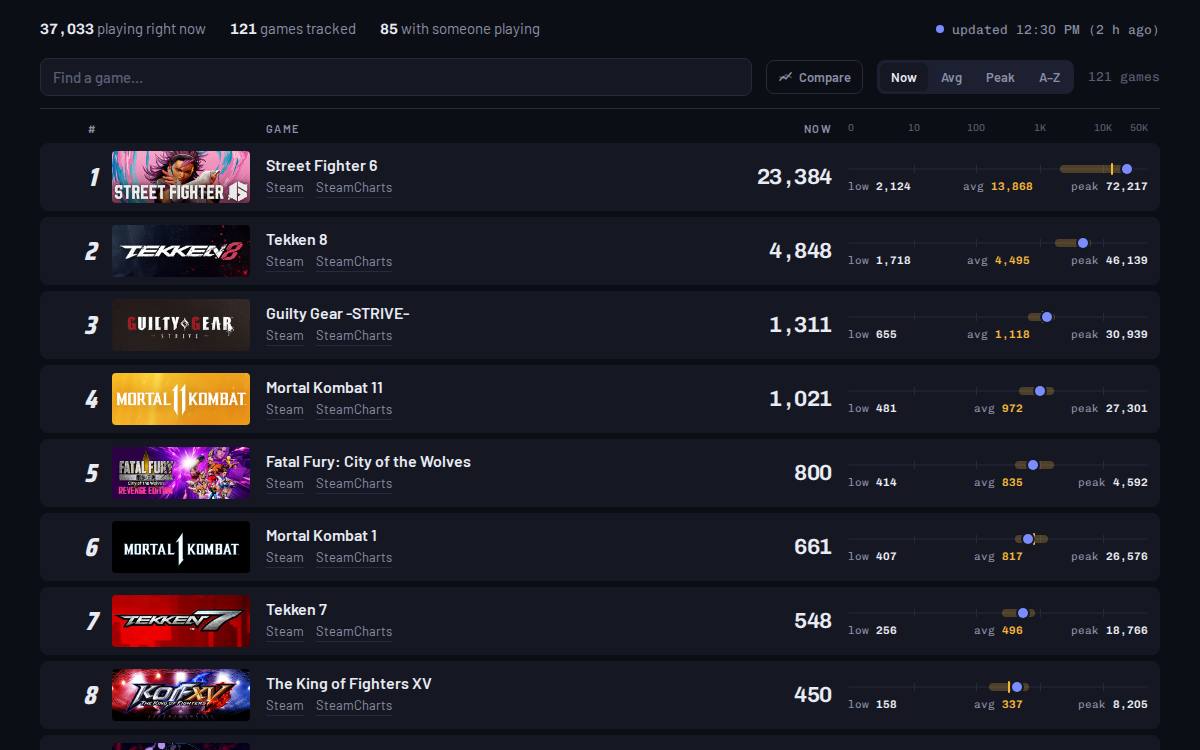 37,033 playing right now 121 games tracked 85 with someone playing updated 12:30 PM (2 h ago)
Find a game... Compare Now Avg Peak A–Z 121 games
# GAME NOW 0 10 100 1K 10K 50K
1 STREET FIGHTER 6 Street Fighter 6 23,384
Steam SteamCharts low 2,124 avg 13,868 peak 72,217
2 TEKKEN 8 Tekken 8 4,848
Steam SteamCharts low 1,718 avg 4,495 peak 46,139
3 GUILTY GEAR -STRIVE- Guilty Gear -STRIVE- 1,311
Steam SteamCharts low 655 avg 1,118 peak 30,939
4 MORTAL KOMBAT 11 Mortal Kombat 11 1,021
Steam SteamCharts low 481 avg 972 peak 27,301
5 FATAL FURY City of the Wolves REVENGE EDITION Fatal Fury: City of the Wolves 800
Steam SteamCharts low 414 avg 835 peak 4,592
6 MORTAL KOMBAT 1 Mortal Kombat 1 661
Steam SteamCharts low 407 avg 817 peak 26,576
7 TEKKEN 7 Tekken 7 548
Steam SteamCharts low 256 avg 496 peak 18,766
8 KOF XV THE KING OF FIGHTERS The King of Fighters XV 450
Steam SteamCharts low 158 avg 337 peak 8,205